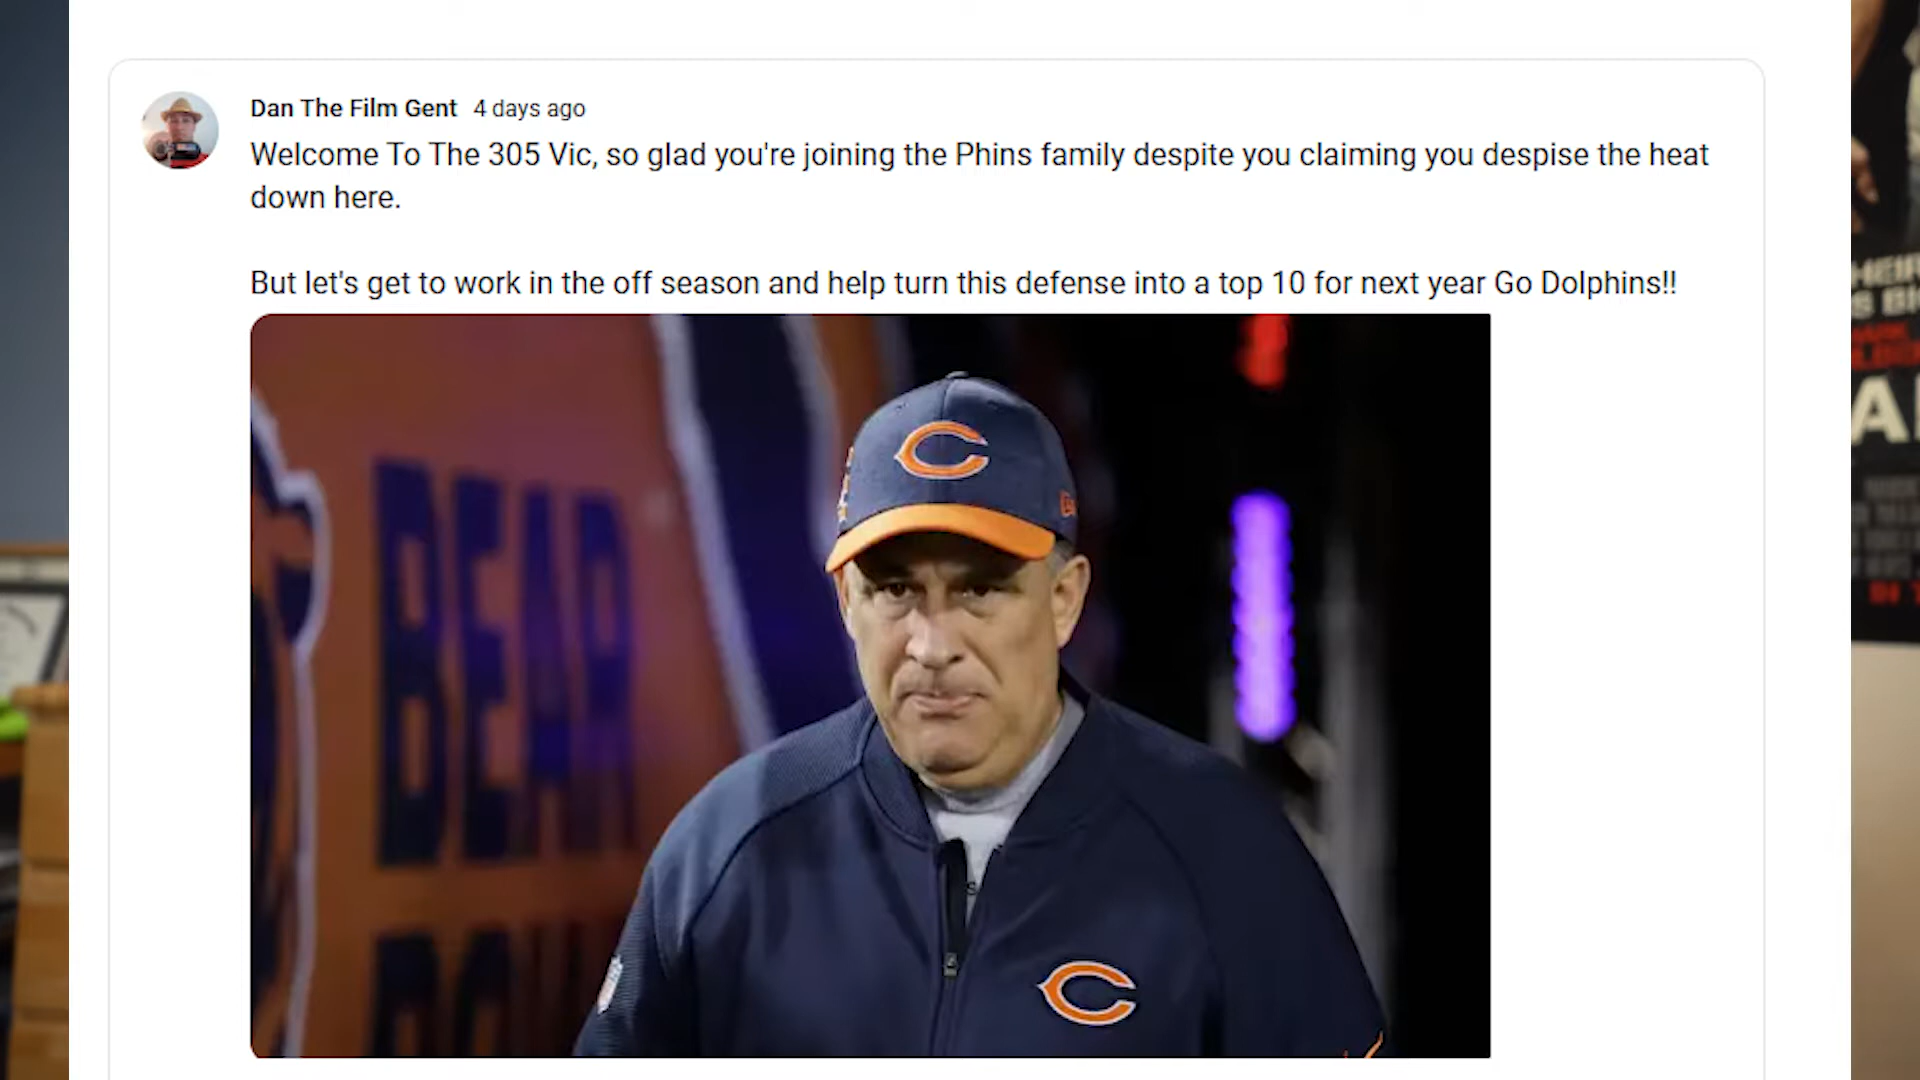 Dan The Film Gent 4 days ago
Welcome To The 305 Vic, so glad you're joining the Phins family despite you claiming you despise the heat
down here.
But let's get to work in the off season and help turn this defense into a top 10 for next year Go Dolphins!!
BEAR
C
C